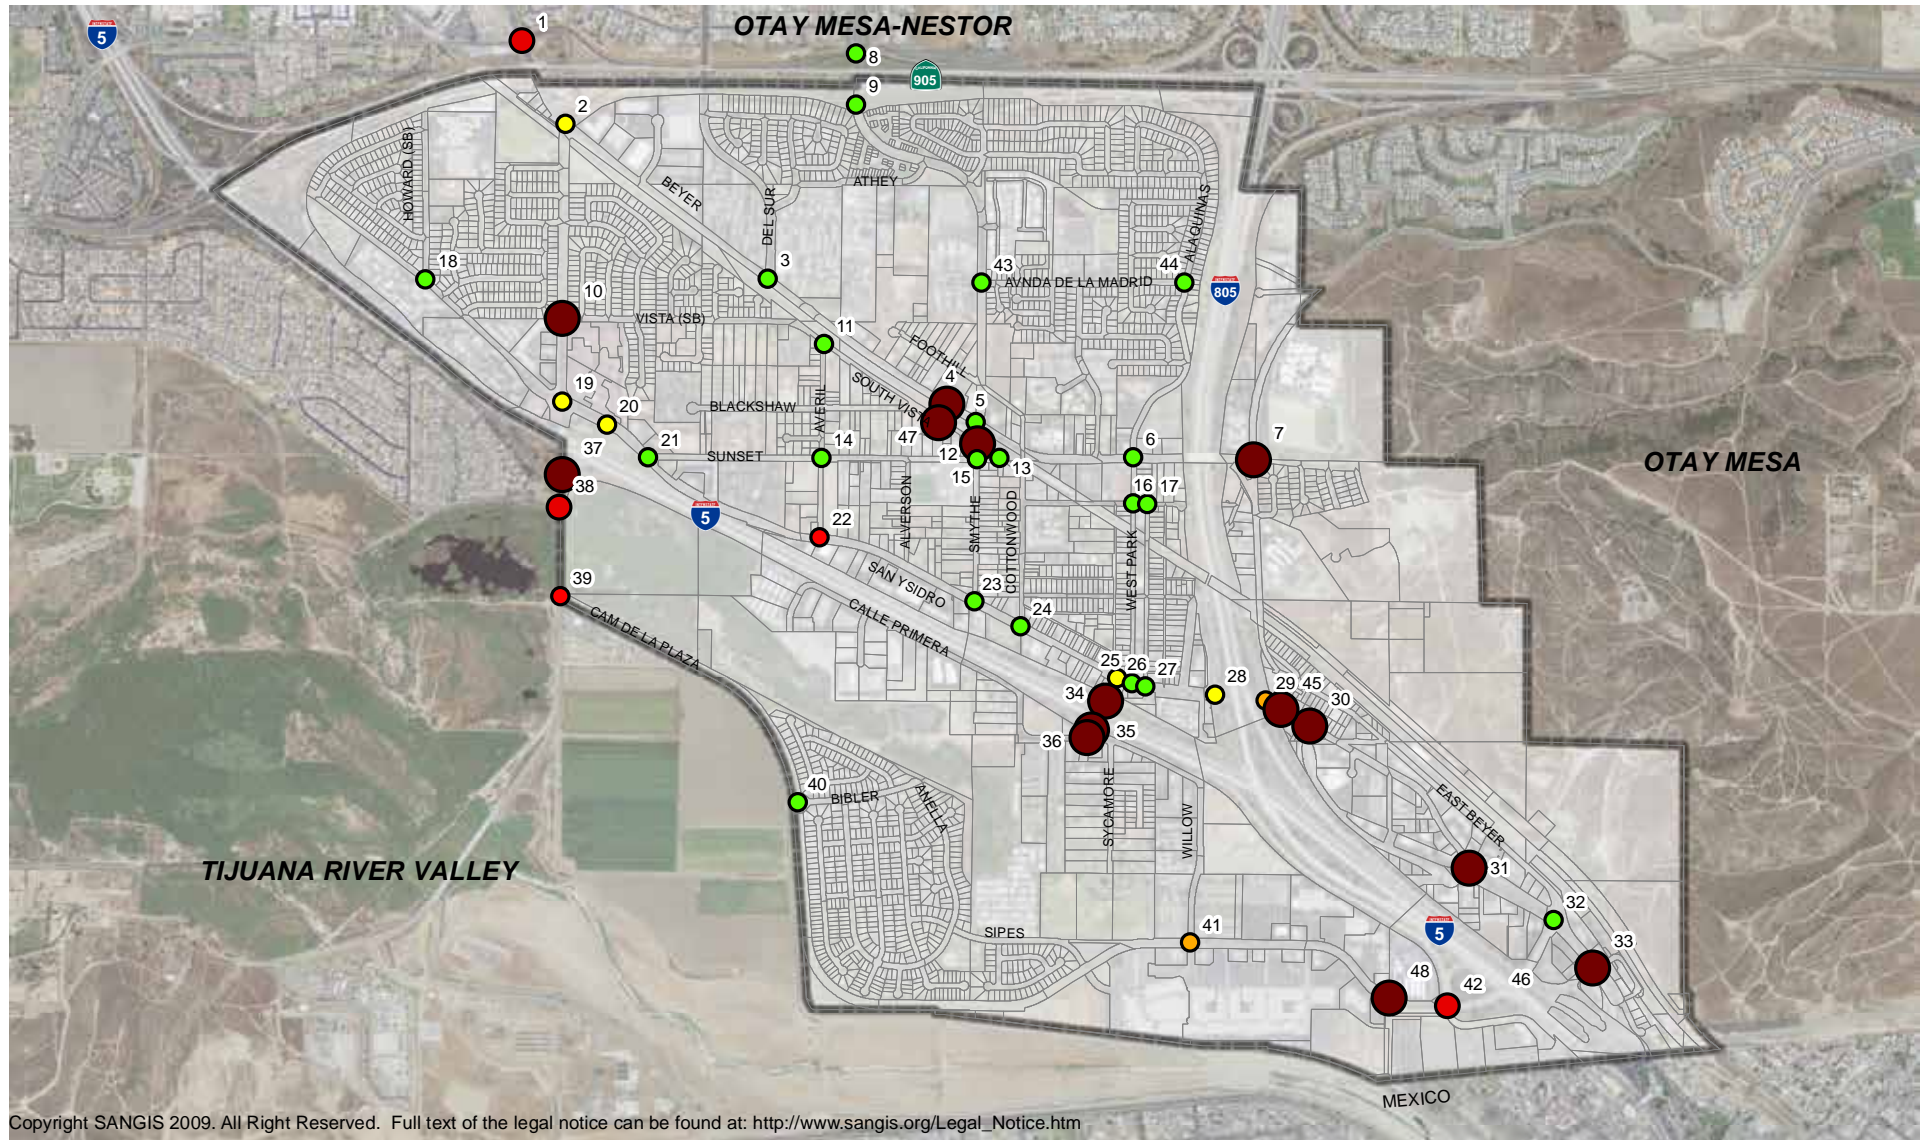 OTAY MESA-NESTOR
1
5
8
CALIFORNIA
905
9
2
HOWARD (SB)
BEYER
DEL SUR
ATHEY
ALAQUINAS
18
3
43
AVNDA DE LA MADRID
44
INTERSTATE
805
10
VISTA (SB)
11
FOOTHILL
4
SOUTH VISTA
19
20
BLACKSHAW
AVERIL
47
5
37
21
SUNSET
14
12
15
13
6
7
OTAY MESA
38
INTERSTATE
5
22
ALVERSON
SMYTHE
COTTONWOOD
16
17
WEST PARK
39
SAN YSIDRO
23
CALLE PRIMERA
24
CAM DE LA PLAZA
25
26
27
28
29
45
30
34
35
36
40
BIBLER
ANELLA
SYCAMORE
WILLOW
EAST BEYER
31
TIJUANA RIVER VALLEY
32
SIPES
41
INTERSTATE
5
33
48
42
46
MEXICO
Copyright SANGIS 2009. All Right Reserved.  Full text of the legal notice can be found at: http://www.sangis.org/Legal_Notice.htm